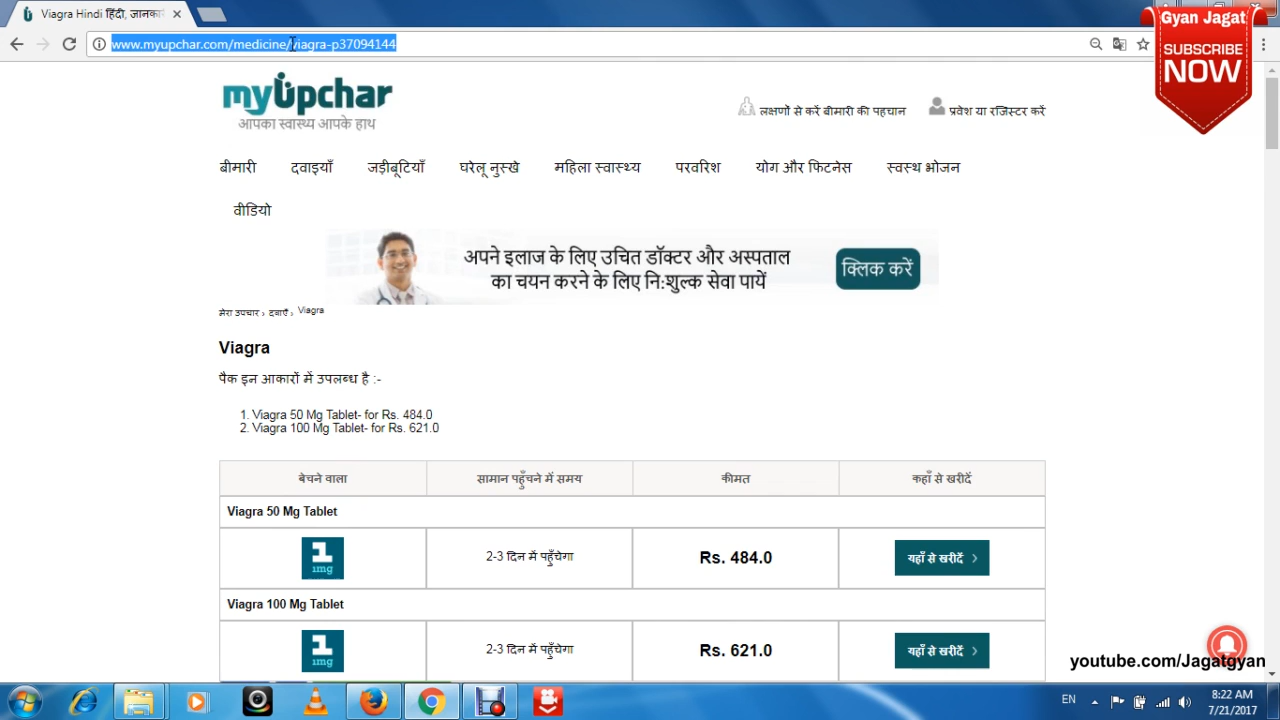 Viagra Hindi हिंदी, जानकार
Gyan Jagat
SUBSCRIBE
NOW
www.myupchar.com/medicine/viagra-p37094144
myUpchar
आपका स्वास्थ्य आपके हाथ
लक्षणों से करें बीमारी की पहचान
प्रवेश या रजिस्टर करें
बीमारी दवाइयाँ जड़ीबूटियाँ घरेलू नुस्खे महिला स्वास्थ्य परवरिश योग और फिटनेस स्वस्थ भोजन
वीडियो
अपने इलाज के लिए उचित डॉक्टर और अस्पताल
का चयन करने के लिए नि:शुल्क सेवा पायें
क्लिक करें
मेरा उपचार › दवाएँ › Viagra
Viagra
पैक इन आकारों में उपलब्ध है :-
1. Viagra 50 Mg Tablet- for Rs. 484.0
2. Viagra 100 Mg Tablet- for Rs. 621.0
बेचने वाला सामान पहुँचने में समय कीमत कहाँ से खरीदें
Viagra 50 Mg Tablet
1mg 2-3 दिन में पहुँचेगा Rs. 484.0 यहाँ से खरीदें
Viagra 100 Mg Tablet
1mg 2-3 दिन में पहुँचेगा Rs. 621.0 यहाँ से खरीदें
youtube.com/Jagatgyan
EN
8:22 AM
7/21/2017